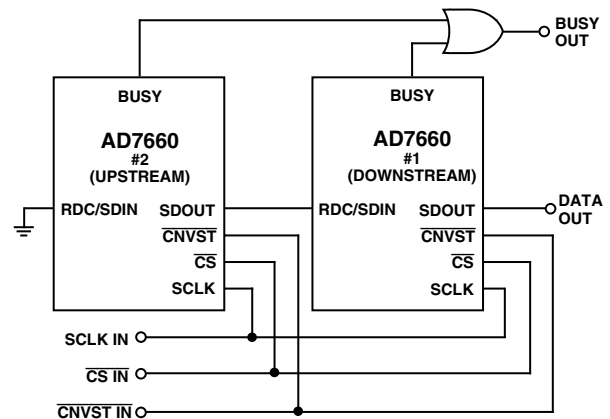 BUSY
OUT
BUSY
BUSY
AD7660
#2
(UPSTREAM)
AD7660
#1
(DOWNSTREAM)
RDC/SDIN
SDOUT
RDC/SDIN
SDOUT
DATA
OUT
CNVST
CNVST
CS
CS
SCLK
SCLK
SCLK IN
CS IN
CNVST IN